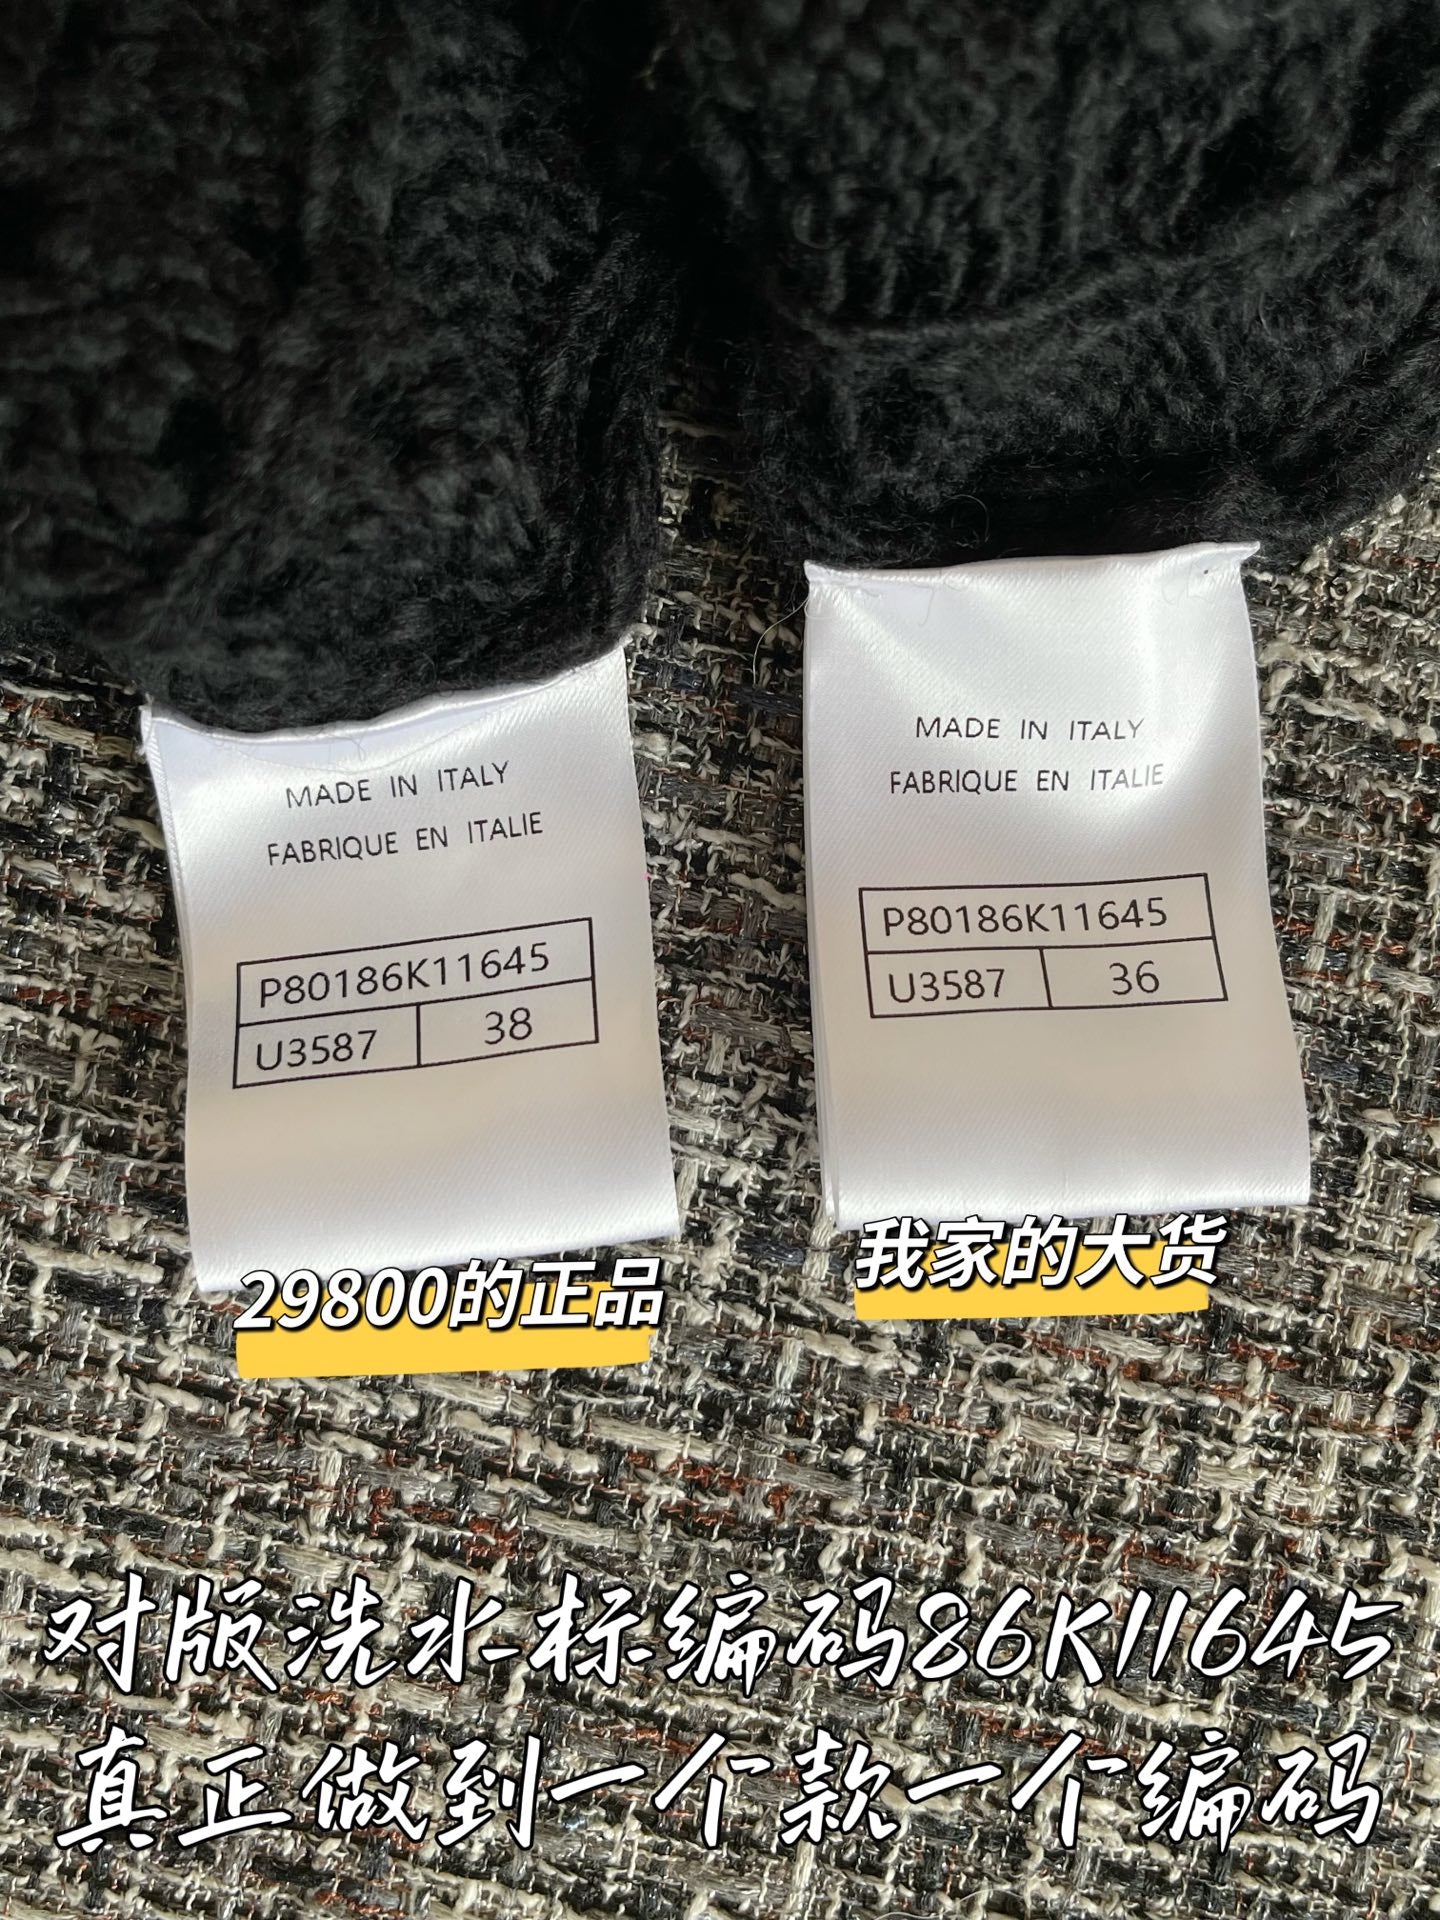 MADE IN ITALY
FABRIQUE EN ITALIE
P80186K11645
U3587 38
29800的正品
MADE IN ITALY
FABRIQUE EN ITALIE
P80186K11645
U3587 36
我家的大货
对版洗水标编码86K11645
真正做到一个款一个编码